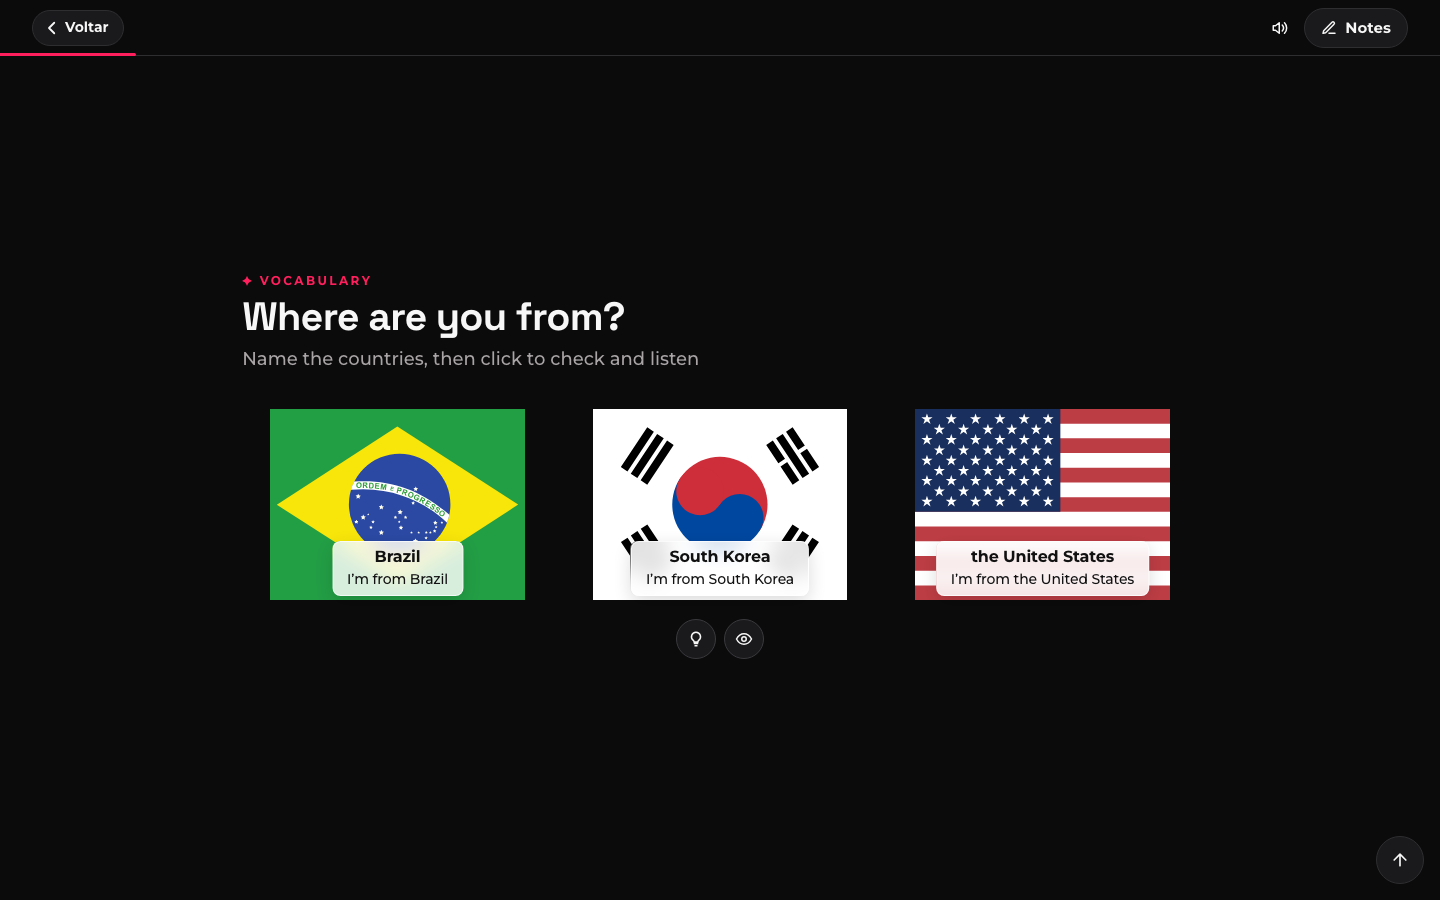 Voltar
Notes
VOCABULARY
Where are you from?
Name the countries, then click to check and listen
ORDEM E PROGRESSO
Brazil
I'm from Brazil
South Korea
I'm from South Korea
the United States
I'm from the United States